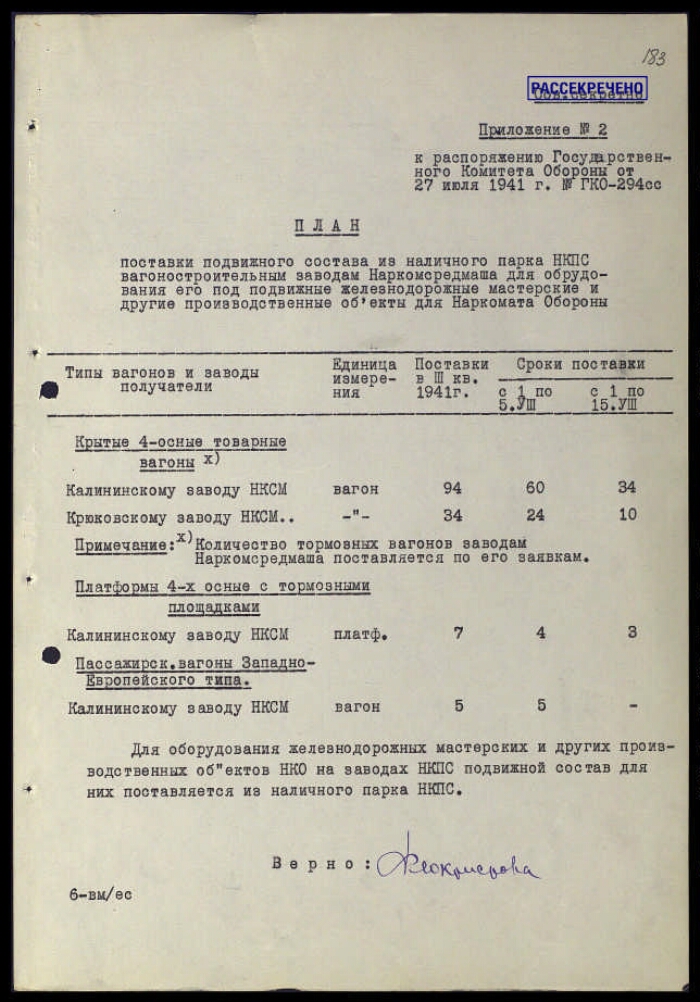 183
РАССЕКРЕЧЕНО
Сов.секретно
Приложение № 2
к распоряжению Государствен-
ного Комитета Обороны от
27 июля 1941 г. № ГКО-294сс
П Л А Н
поставки подвижного состава из наличного парка НКПС
вагоностроительным заводам Наркомсредмаша для обрудо-
вания его под подвижные железнодорожные мастерские и
другие производственные об'екты для Наркомата Обороны
Типы вагонов и заводы получатели | Единица измере-ния | Поставки в III кв. 1941г. | Сроки поставки
с 1 по 5.УШ | с 1 по 15.УШ
Крытые 4-осные товарные
вагоны х)
Калининскому заводу НКСМ вагон 94 60 34
Крюковскому заводу НКСМ.. -"- 34 24 10
Примечание: х) Количество тормозных вагонов заводам
Наркомсредмаша поставляется по его заявкам.
Платформы 4-х осные с тормозными
площадками
Калининскому заводу НКСМ платф. 7 4 3
Пассажирск.вагоны Западно-
Европейского типа.
Калининскому заводу НКСМ вагон 5 5 -
Для оборудования железнодорожных мастерских и других произ-
водственных об"ектов НКО на заводах НКПС подвижной состав для
них поставляется из наличного парка НКПС.
В е р н о :
6-вм/ес